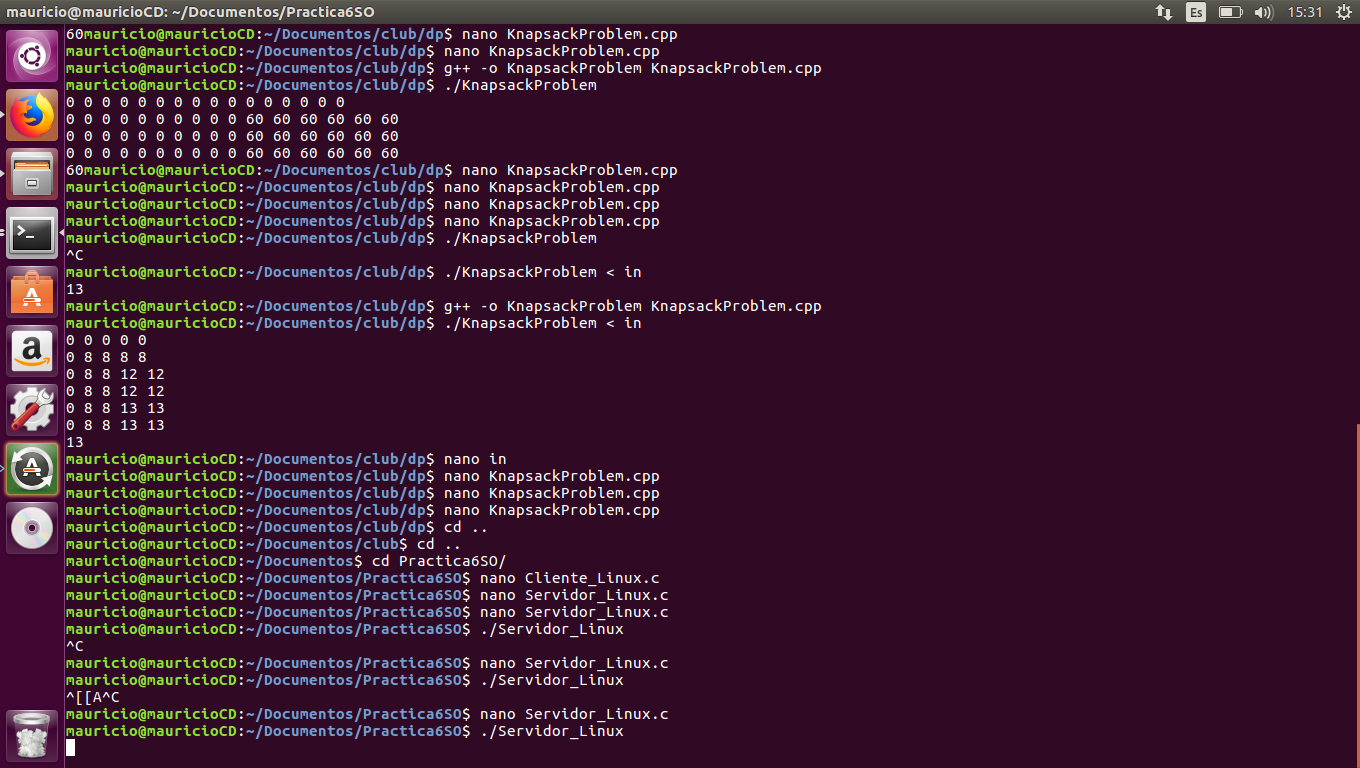 mauricio@mauricioCD: ~/Documentos/Practica6SO
Es
15:31
60mauricio@mauricioCD:~/Documentos/club/dp$ nano KnapsackProblem.cpp
mauricio@mauricioCD:~/Documentos/club/dp$ nano KnapsackProblem.cpp
mauricio@mauricioCD:~/Documentos/club/dp$ g++ -o KnapsackProblem KnapsackProblem.cpp
mauricio@mauricioCD:~/Documentos/club/dp$ ./KnapsackProblem
0 0 0 0 0 0 0 0 0 0 0 0 0 0 0 0
0 0 0 0 0 0 0 0 0 0 60 60 60 60 60 60
0 0 0 0 0 0 0 0 0 0 60 60 60 60 60 60
0 0 0 0 0 0 0 0 0 0 60 60 60 60 60 60
60mauricio@mauricioCD:~/Documentos/club/dp$ nano KnapsackProblem.cpp
mauricio@mauricioCD:~/Documentos/club/dp$ nano KnapsackProblem.cpp
mauricio@mauricioCD:~/Documentos/club/dp$ nano KnapsackProblem.cpp
mauricio@mauricioCD:~/Documentos/club/dp$ nano KnapsackProblem.cpp
mauricio@mauricioCD:~/Documentos/club/dp$ ./KnapsackProblem
^C
mauricio@mauricioCD:~/Documentos/club/dp$ ./KnapsackProblem < in
13
mauricio@mauricioCD:~/Documentos/club/dp$ g++ -o KnapsackProblem KnapsackProblem.cpp
mauricio@mauricioCD:~/Documentos/club/dp$ ./KnapsackProblem < in
0 0 0 0 0
0 8 8 8 8
0 8 8 12 12
0 8 8 12 12
0 8 8 13 13
0 8 8 13 13
13
mauricio@mauricioCD:~/Documentos/club/dp$ nano in
mauricio@mauricioCD:~/Documentos/club/dp$ nano KnapsackProblem.cpp
mauricio@mauricioCD:~/Documentos/club/dp$ nano KnapsackProblem.cpp
mauricio@mauricioCD:~/Documentos/club/dp$ nano KnapsackProblem.cpp
mauricio@mauricioCD:~/Documentos/club/dp$ cd ..
mauricio@mauricioCD:~/Documentos/club$ cd ..
mauricio@mauricioCD:~/Documentos$ cd Practica6SO/
mauricio@mauricioCD:~/Documentos/Practica6SO$ nano Cliente_Linux.c
mauricio@mauricioCD:~/Documentos/Practica6SO$ nano Servidor_Linux.c
mauricio@mauricioCD:~/Documentos/Practica6SO$ nano Servidor_Linux.c
mauricio@mauricioCD:~/Documentos/Practica6SO$ ./Servidor_Linux
^C
mauricio@mauricioCD:~/Documentos/Practica6SO$ nano Servidor_Linux.c
mauricio@mauricioCD:~/Documentos/Practica6SO$ ./Servidor_Linux
^[[A^C
mauricio@mauricioCD:~/Documentos/Practica6SO$ nano Servidor_Linux.c
mauricio@mauricioCD:~/Documentos/Practica6SO$ ./Servidor_Linux